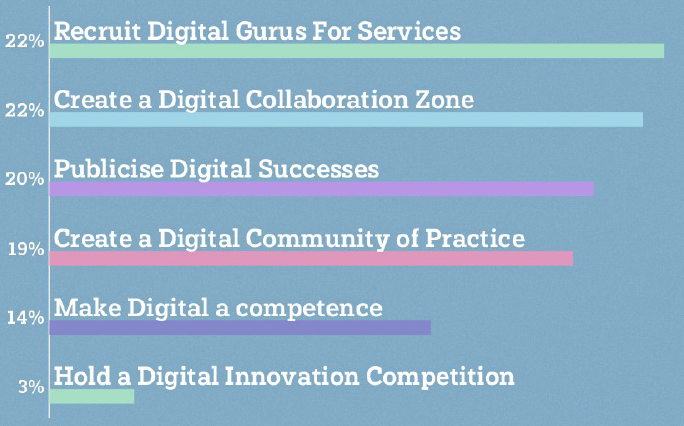 22% Recruit Digital Gurus For Services
22% Create a Digital Collaboration Zone
20% Publicise Digital Successes
19% Create a Digital Community of Practice
14% Make Digital a competence
3% Hold a Digital Innovation Competition